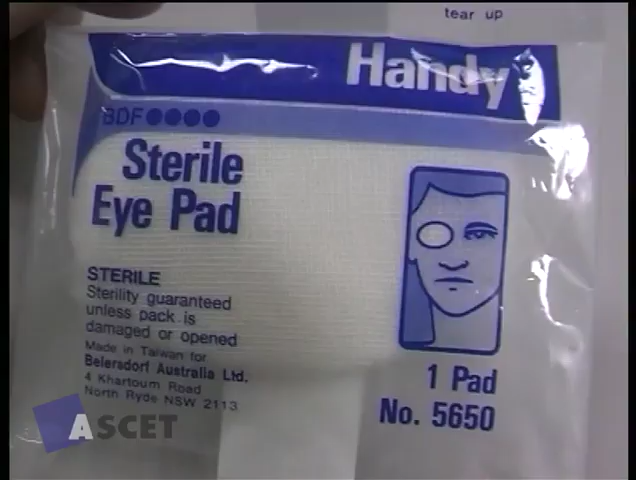 tear up
Handy
BDF
Sterile
Eye Pad
STERILE
Sterility guaranteed
unless pack is
damaged or opened
Made in Taiwan for
Beiersdorf Australia Ltd.
4 Khartoum Road
North Ryde NSW 2113
1 Pad
No. 5650
ASCET